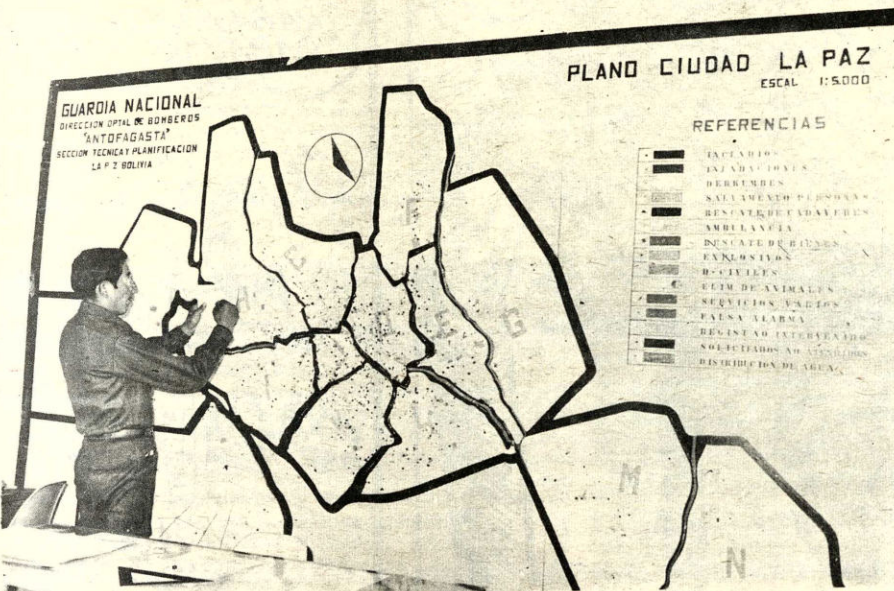 GUARDIA NACIONAL
DIRECCION DPTAL DE BOMBEROS
"ANTOFAGASTA"
SECCION TECNICA Y PLANIFICACION
LA P Z BOLIVIA
PLANO CIUDAD LA PAZ
ESCAL 1:5.000
REFERENCIAS
INCENDIOS
INUNDACIONES
DERRUMBES
SALVAMENTO PERSONAS
RESCATE DE CADAVERES
AMBULANCIA
RESCATE DE BIENES
EXPLOSIVOS
D. CIVILES
ELIM DE ANIMALES
SERVICIOS VARIOS
FALSA ALARMA
REGIST NO INTERVENIDO
SOLICITADOS NO ATENDIDOS
DISTRIBUCION DE AGUA
F
E
H
D
E
G
I
M
N